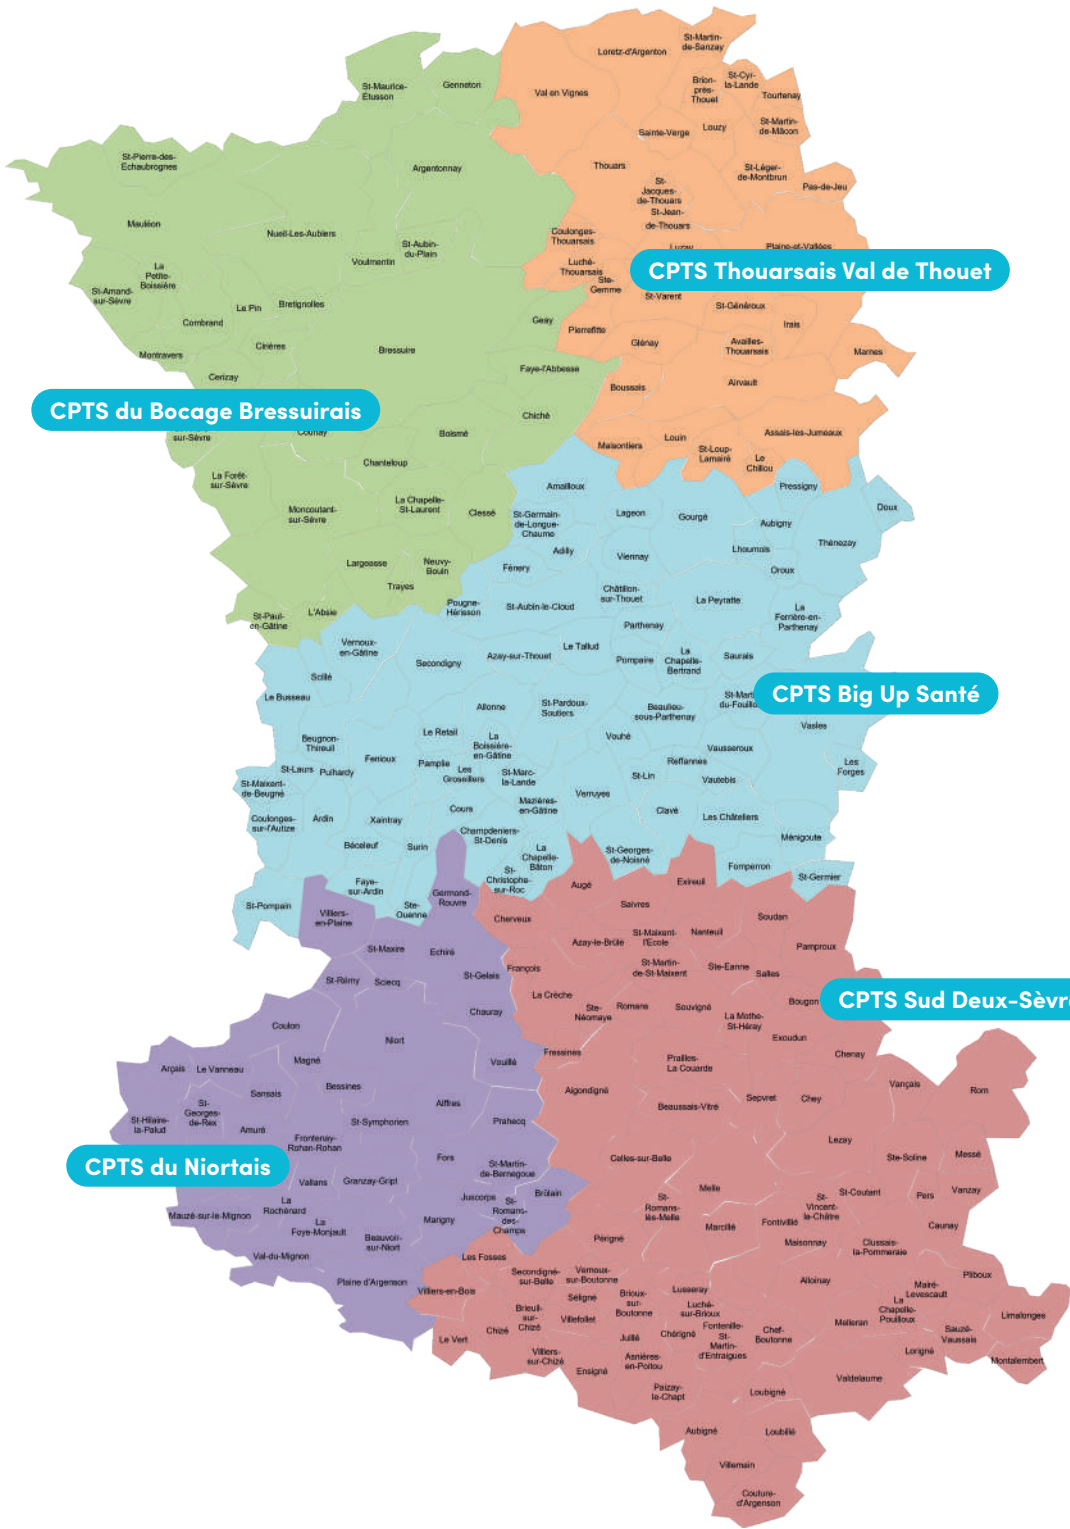 St-Martin-
de-Sanzay
Loretz-d'Argenton
St-Maurice-
Étusson
Genneton
Val en Vignes
Brion-
près-
Thouet
St-Cyr-
la-Lande
Tourtenay
Sainte-Verge
Louzy
St-Martin-
de-Mâcon
St-Pierre-des-
Echaubrognes
Argentonnay
Thouars
St-Léger-
de-Montbrun
Pas-de-Jeu
St-
Jacques-
de-Thouars
St-Jean-
de-Thouars
Mauléon
Nueil-Les-Aubiers
St-Aubin-
du-Plain
Voulmentin
Coulonges-
Thouarsais
Luzay
Plaine-et-Vallées
CPTS Thouarsais Val de Thouet
La
Petite-
Boissière
St-Amand-
sur-Sèvre
Luché-
Thouarsais
Ste-
Gemme
St-Varent
St-Généroux
Le Pin
Bretignolles
Combrand
Geay
Pierrefitte
Irais
Glénay
Availles-
Thouarsais
Marnes
Montravers
Cirières
Bressuire
Cerizay
Faye-l'Abbesse
Boussais
Airvault
CPTS du Bocage Bressuirais
sur-Sèvre
Courlay
Chiché
Boismé
Maisontiers
Louin
St-Loup-
Lamairé
Le
Chillou
Assais-les-Jumeaux
Chanteloup
La Forêt-
sur-Sèvre
Moncoutant-
sur-Sèvre
La Chapelle-
St-Laurent
Clessé
Amailloux
Pressigny
Doux
St-Germain-
de-Longue-
Chaume
Lageon
Gourgé
Aubigny
Thénezay
Adilly
Viennay
Lhoumois
Oroux
Largeasse
Neuvy-
Bouin
Trayes
Fénery
Châtillon-
sur-Thouet
La Peyratte
La
Ferrière-en-
Parthenay
St-Paul-
en-Gâtine
L'Absie
Pougne-
Hérisson
St-Aubin-le-Cloud
Parthenay
Vernoux-
en-Gâtine
Secondigny
Azay-sur-Thouet
Le Tallud
Pompaire
La
Chapelle-
Bertrand
Saurais
Scillé
Le Busseau
Allonne
St-Pardoux-
Soutiers
Beaulieu-
sous-Parthenay
St-Marti
du-Fouillo
CPTS Big Up Santé
Vasles
Beugnon-
Thireuil
Le Retail
La
Boissière-
en-Gâtine
Vouhé
Vausseroux
Reffannes
Les
Forges
St-Laurs
Puihardy
Fenioux
Pamplie
Les
Groseillers
St-Marc-
la-Lande
St-Lin
Vautebis
St-Maixent-
de-Beugné
Coulonges-
sur-l'Autize
Ardin
Xaintray
Cours
Mazières-
en-Gâtine
Verruyes
Clavé
Les Châteliers
Ménigoute
Béceleuf
Surin
Champdeniers-
St-Denis
La
Chapelle-
Bâton
St-Georges-
de-Noisné
Fomperron
St-Germier
Faye-
sur-Ardin
Ste-
Ouenne
Germond-
Rouvre
St-
Christophe-
sur-Roc
Augé
Exireuil
St-Pompain
Villiers-
en-Plaine
Cherveux
Saivres
Soudan
St-Maxire
Echiré
Azay-le-Brûlé
St-Maixent-
l'Ecole
Nanteuil
Pamproux
St-Rémy
Sciecq
St-Gelais
François
St-Martin-
de-St-Maixent
Ste-Eanne
Salles
La Crèche
Ste-
Néomaye
Romans
Souvigné
Bougon
CPTS Sud Deux-Sèvre
La Mothe-
St-Héray
Chauray
Coulon
Niort
Exoudun
Chenay
Arçais
Le Vanneau
Magné
Vouillé
Fressines
Prailles-
La Couarde
Vançais
Rom
Sansais
Bessines
Aigondigné
Beaussais-Vitré
Sepvret
Chey
St-Hilaire-
la-Palud
St-
Georges-
de-Rex
Amuré
Aiffres
St-Symphorien
Prahecq
Frontenay-
Rohan-Rohan
Lezay
Messé
CPTS du Niortais
Fors
St-Martin-
de-Bernegoue
Celles-sur-Belle
Ste-Soline
Vallans
Granzay-Gript
Brûlain
Melle
St-Coutant
Pers
Vanzay
Mauzé-sur-le-Mignon
La
Rochénard
Juscorps
St-
Romans-
des-
Champs
St-
Romans-
lès-Melle
St-
Vincent-
la-Châtre
La
Foye-Monjault
Marigny
Marcillé
Fontivillié
Caunay
Val-du-Mignon
Beauvoir-
sur-Niort
Périgné
Maisonnay
Clussais-
la-Pommeraie
Les Fosses
Plaine d'Argenson
Villiers-en-Bois
Secondigné-
sur-Belle
Vernoux-
sur-Boutonne
Lusseray
Alloinay
Mairé-
Levescault
Pliboux
Séligné
Brioux-
sur-
Boutonne
Luché-
sur-Brioux
La
Chapelle-
Pouilloux
Limalonges
Le Vert
Chizé
Brieuil-
sur-
Chizé
Villefollet
Juillé
Chérigné
Fontenille-
St-
Martin-
d'Entraigues
Chef-
Boutonne
Melleran
Sauzé-
Vaussais
Villiers-
sur-Chizé
Ensigné
Asnières-
en-Poitou
Lorigné
Montalembert
Paizay-
le-Chapt
Loubigné
Valdelaume
Aubigné
Loubillé
Villemain
Couture-
d'Argenson